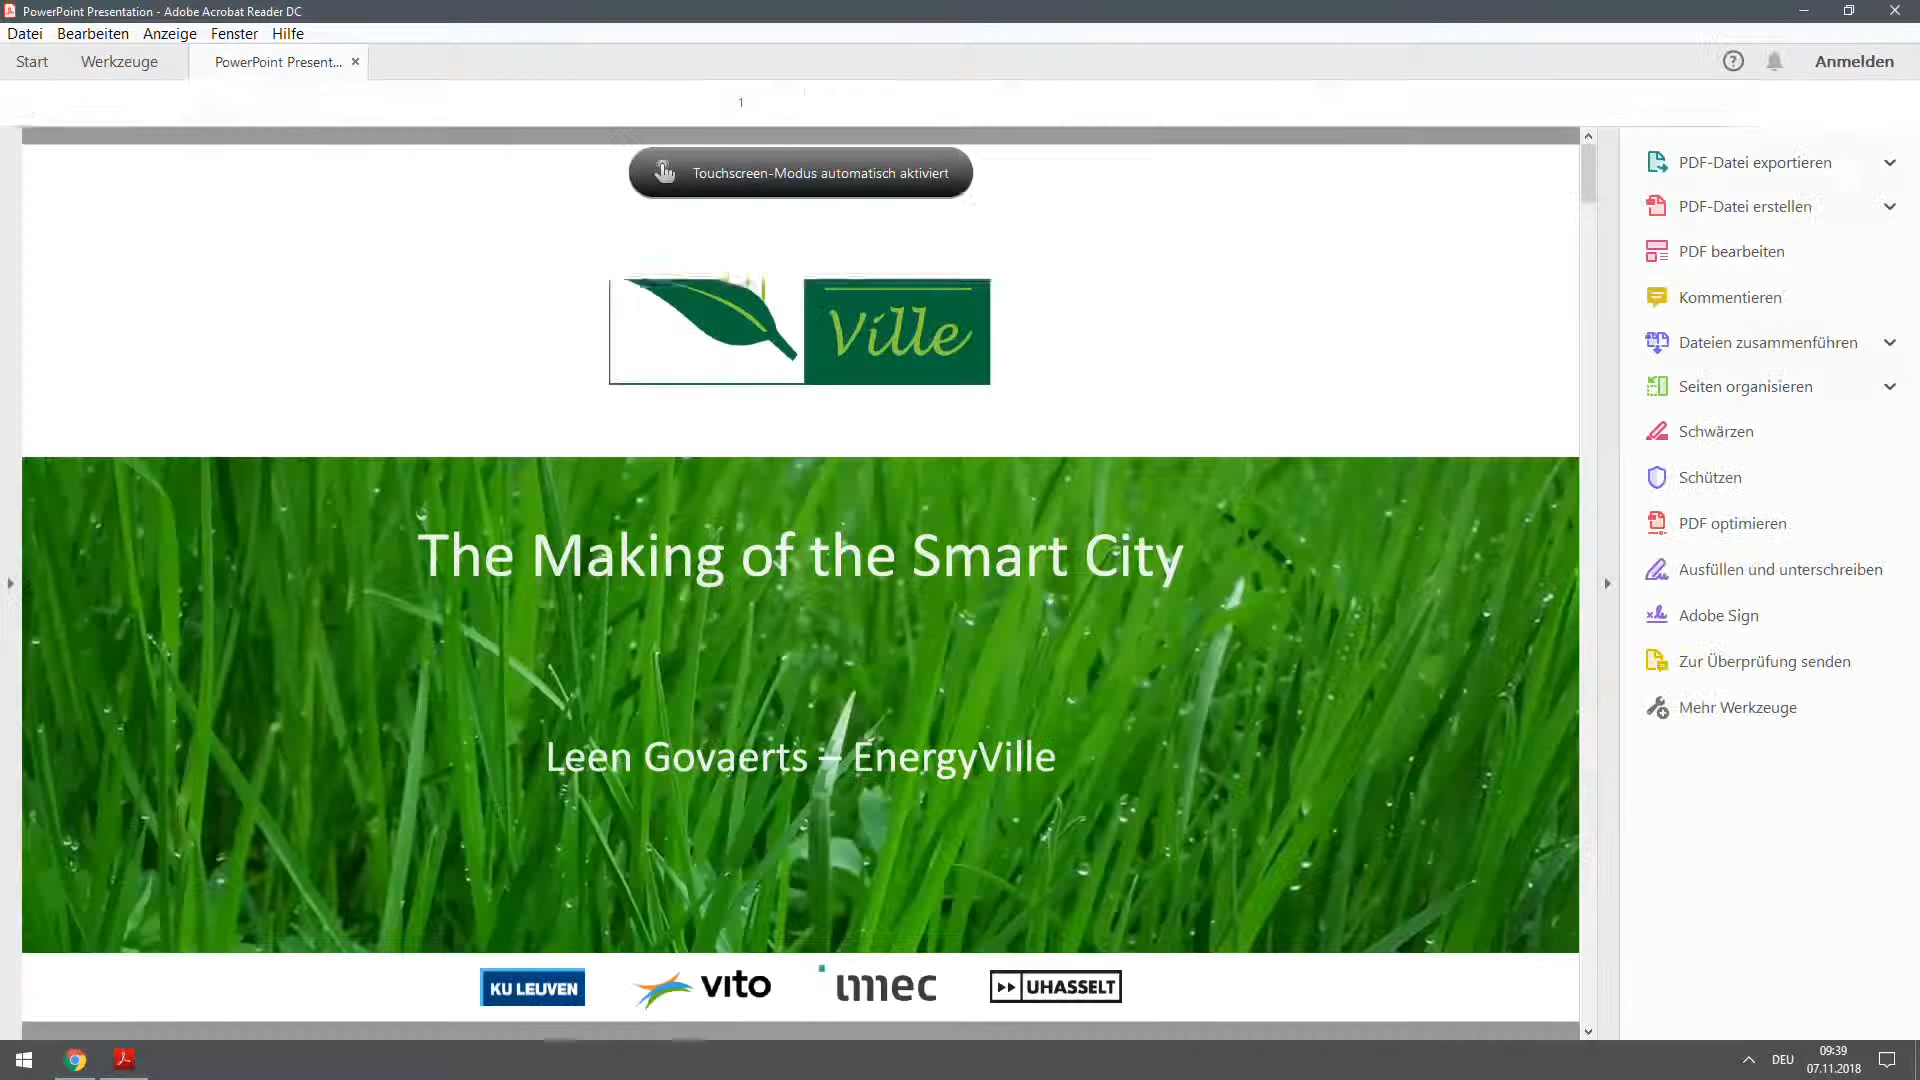 PowerPoint Presentation - Adobe Acrobat Reader DC
Datei Bearbeiten Anzeige Fenster Hilfe
Start Werkzeuge PowerPoint Present... Anmelden
1
Touchscreen-Modus automatisch aktiviert
Ville
The Making of the Smart City
Leen Govaerts – EnergyVille
KU LEUVEN vito imec UHASSELT
PDF-Datei exportieren
PDF-Datei erstellen
PDF bearbeiten
Kommentieren
Dateien zusammenführen
Seiten organisieren
Schwärzen
Schützen
PDF optimieren
Ausfüllen und unterschreiben
Adobe Sign
Zur Überprüfung senden
Mehr Werkzeuge
DEU
09:39
07.11.2018